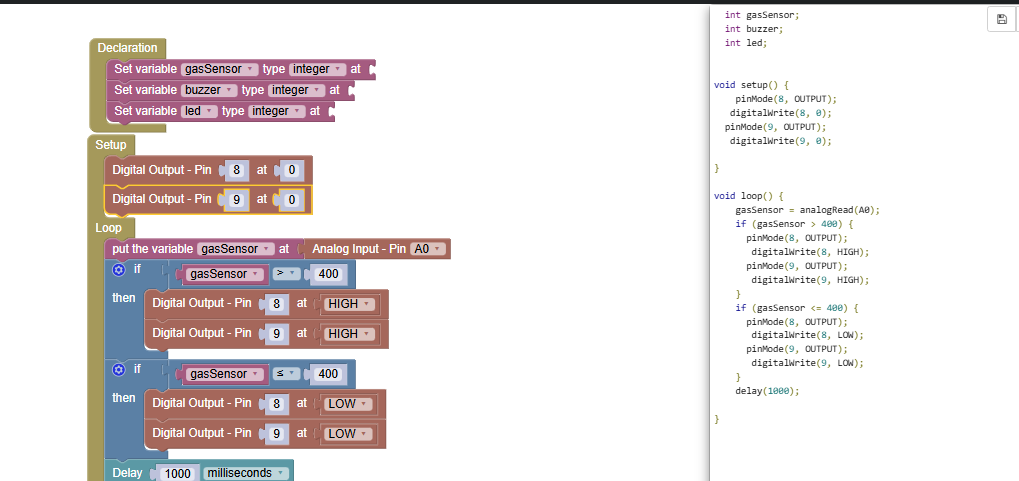 Declaration
Set variable gasSensor type integer at
Set variable buzzer type integer at
Set variable led type integer at
Setup
Digital Output - Pin 8 at 0
Digital Output - Pin 9 at 0
Loop
put the variable gasSensor at Analog Input - Pin A0
if gasSensor > 400
then Digital Output - Pin 8 at HIGH
Digital Output - Pin 9 at HIGH
if gasSensor ≤ 400
then Digital Output - Pin 8 at LOW
Digital Output - Pin 9 at LOW
Delay 1000 milliseconds
int gasSensor;
int buzzer;
int led;
void setup() {
pinMode(8, OUTPUT);
digitalWrite(8, 0);
pinMode(9, OUTPUT);
digitalWrite(9, 0);
}
void loop() {
gasSensor = analogRead(A0);
if (gasSensor > 400) {
pinMode(8, OUTPUT);
digitalWrite(8, HIGH);
pinMode(9, OUTPUT);
digitalWrite(9, HIGH);
}
if (gasSensor <= 400) {
pinMode(8, OUTPUT);
digitalWrite(8, LOW);
pinMode(9, OUTPUT);
digitalWrite(9, LOW);
}
delay(1000);
}